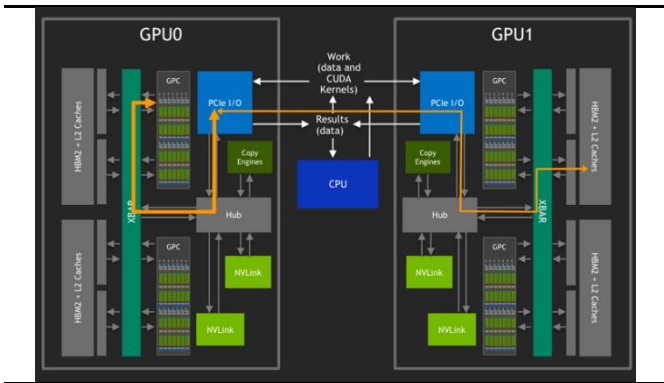 GPU0
GPU1
HBM2 + L2 Caches
XBAR
GPC
PCIe I/O
Copy
Engines
Hub
NVLink
NVLink
GPC
HBM2 + L2 Caches
Work
(data and
CUDA
Kernels)
Results
(data)
CPU
PCIe I/O
Copy
Engines
Hub
NVLink
NVLink
GPC
GPC
XBAR
HBM2 + L2 Caches
HBM2 + L2 Caches